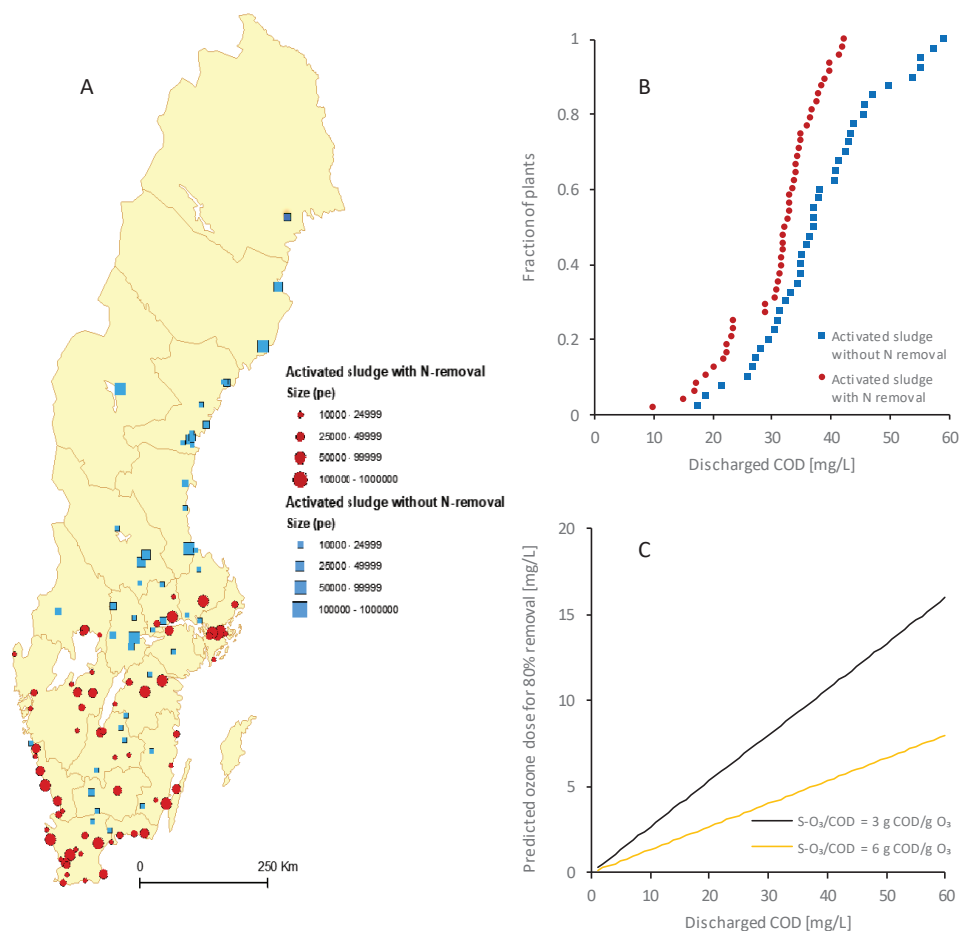 A
Activated sludge with N-removal
Size (pe)
10000 - 24999
25000 - 49999
50000 - 99999
100000 - 1000000
Activated sludge without N-removal
Size (pe)
10000 - 24999
25000 - 49999
50000 - 99999
100000 - 1000000
0
250 Km
B
Fraction of plants
1
0.8
0.6
0.4
0.2
0
Activated sludge
without N removal
Activated sludge
with N removal
0
10
20
30
40
50
60
Discharged COD [mg/L]
C
Predicted ozone dose for 80% removal [mg/L]
20
15
10
5
0
S-O₃/COD = 3 g COD/g O₃
S-O₃/COD = 6 g COD/g O₃
0
10
20
30
40
50
60
Discharged COD [mg/L]